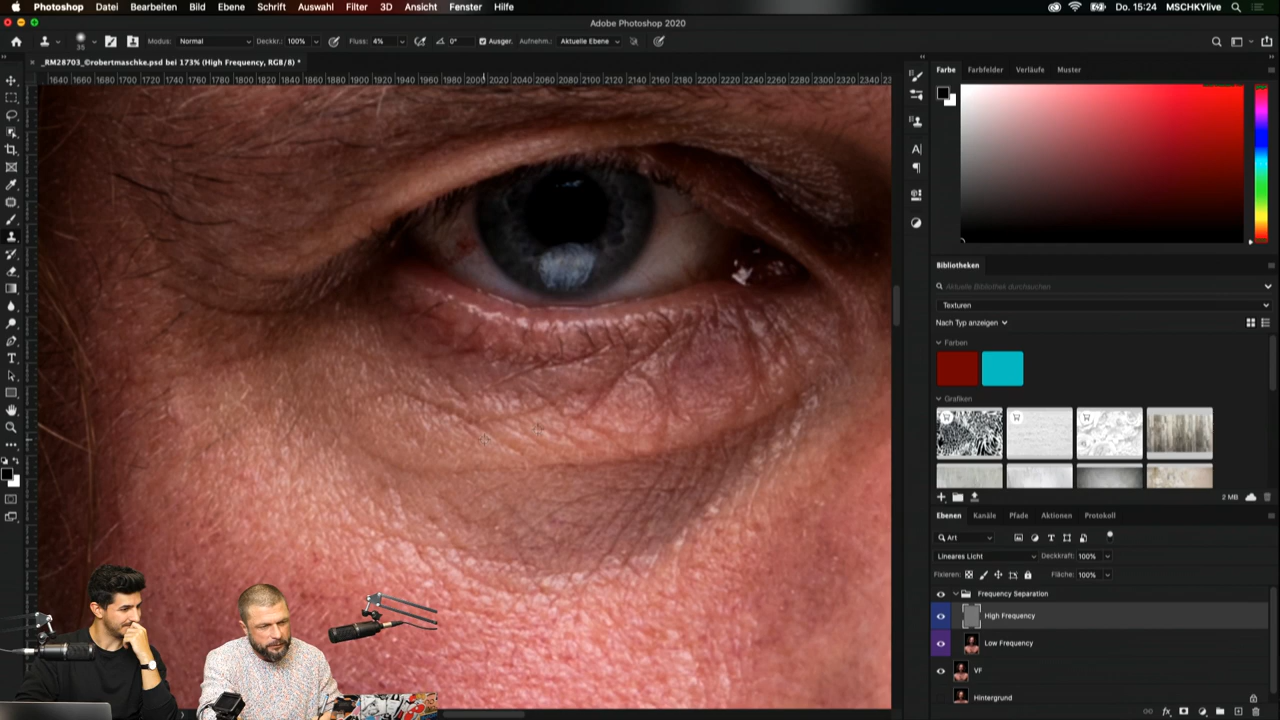 Photoshop Datei Bearbeiten Bild Ebene Schrift Auswahl Filter 3D Ansicht Fenster Hilfe Do. 15:24 MSCHKYlive
Adobe Photoshop 2020
35 Modus: Normal Deckkr.: 100% Fluss: 4% 0° Ausger. Aufnehm.: Aktuelle Ebene
_RM28703_©robertmaschke.psd bei 173% (High Frequency, RGB/8) *
1640 1660 1680 1700 1720 1740 1760 1780 1800 1820 1840 1860 1880 1900 1920 1940 1960 1980 2000 2020 2040 2060 2080 2100 2120 2140 2160 2180 2200 2220 2240 2260 2280 2300 2320 2340
Farbe Farbfelder Verläufe Muster
Bibliotheken
Aktuelle Bibliothek durchsuchen
Texturen
Nach Typ anzeigen
Farben
Grafiken
2 MB
Ebenen Kanäle Pfade Aktionen Protokoll
Art
Lineares Licht Deckkraft: 100%
Fixieren: Fläche: 100%
Frequency Separation
High Frequency
Low Frequency
VF
Hintergrund